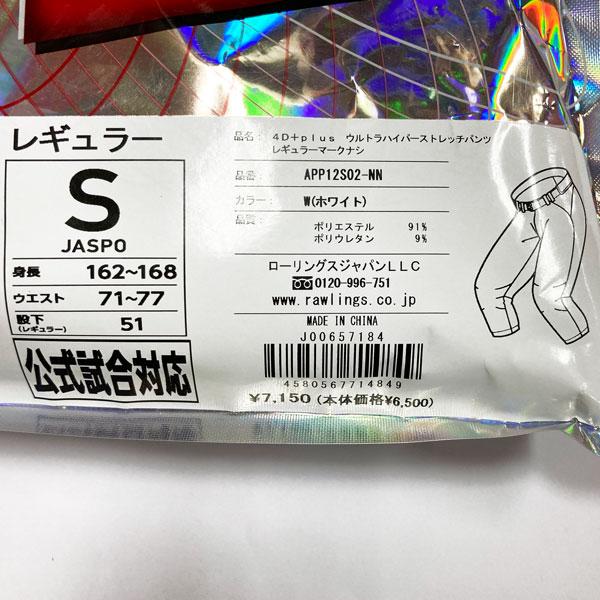 レギュラー
S
JASPO
身長 162~168
ウエスト 71~77
股下
(レギュラー) 51
公式試合対応
品名: 4D+plus ウルトラハイパーストレッチパンツ
レギュラーマークナシ
品番: APP12S02-NN
カラー: W(ホワイト)
品質: ポリエステル 91%
ポリウレタン 9%
ローリングスジャパンLLC
0120-996-751
www.rawlings.co.jp
MADE IN CHINA
J00657184
4580567714849
¥7,150 (本体価格¥6,500)